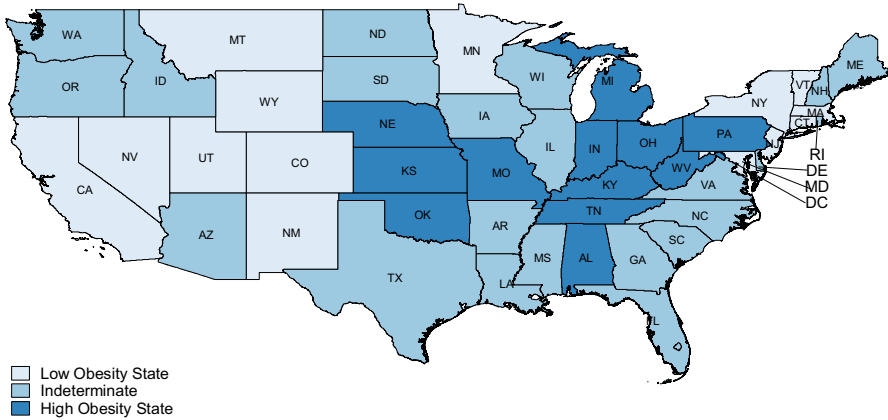 WA
MT
ND
MN
ME
OR
ID
SD
WI
MI
VT
NH
WY
NY
MA
CT
NE
IA
PA
NJ
NV
UT
CO
IL
IN
OH
RI
CA
KS
MO
WV
DE
KY
VA
MD
DC
AZ
NM
OK
AR
TN
NC
MS
AL
GA
SC
TX
LA
FL
Low Obesity State
Indeterminate
High Obesity State